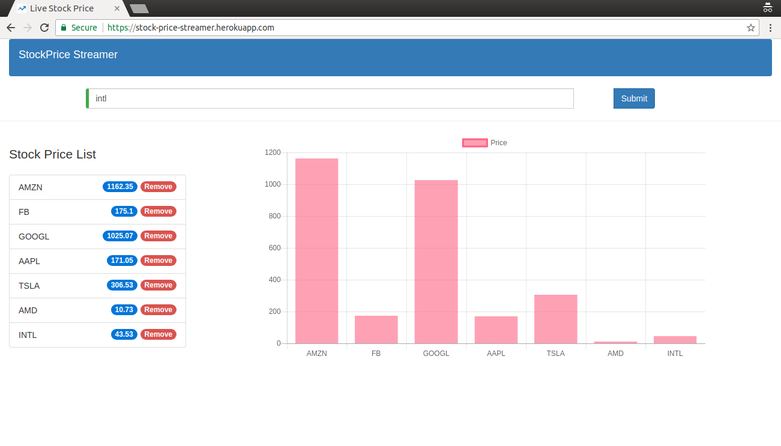 Live Stock Price
Secure
https://stock-price-streamer.herokuapp.com
StockPrice Streamer
intl
Submit
Stock Price List
AMZN 1162.35 Remove
FB 175.1 Remove
GOOGL 1025.07 Remove
AAPL 171.05 Remove
TSLA 306.53 Remove
AMD 10.73 Remove
INTL 43.53 Remove
Price
1200
1000
800
600
400
200
0
AMZN FB GOOGL AAPL TSLA AMD INTL